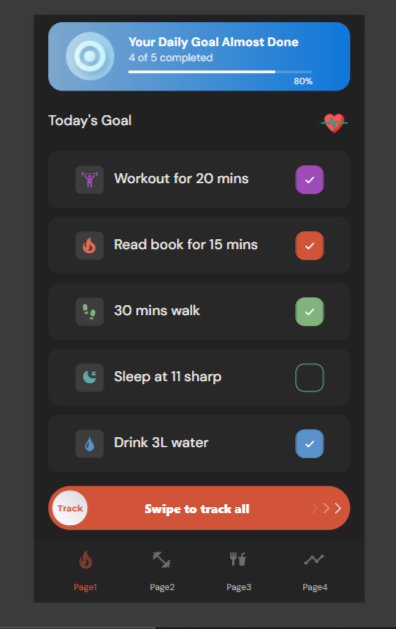 Your Daily Goal Almost Done
4 of 5 completed
80%
Today's Goal
Workout for 20 mins
Read book for 15 mins
30 mins walk
Sleep at 11 sharp
Drink 3L water
Track Swipe to track all
Page1 Page2 Page3 Page4